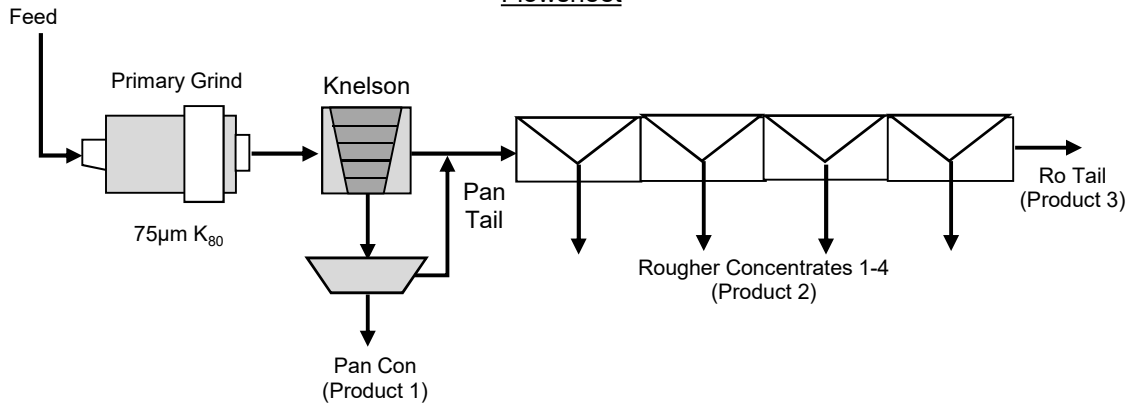 Flowsheet
Feed
Primary Grind
Knelson
75µm K80
Pan
Tail
Ro Tail
(Product 3)
Rougher Concentrates 1-4
(Product 2)
Pan Con
(Product 1)